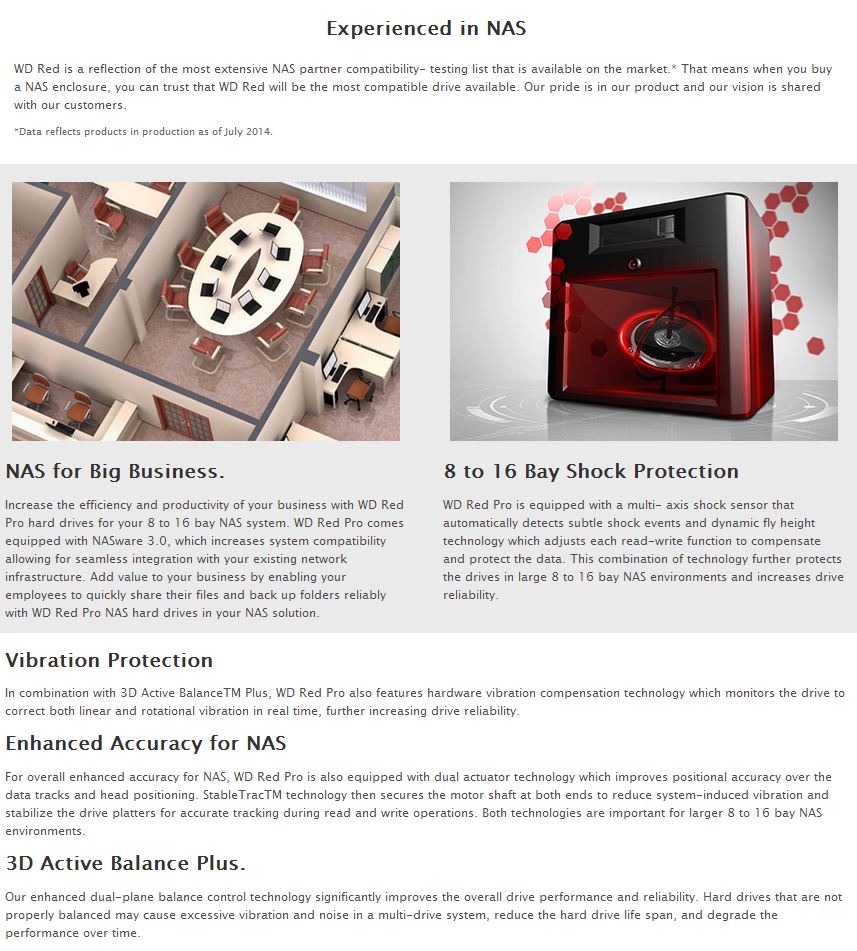 Experienced in NAS
WD Red is a reflection of the most extensive NAS partner compatibility- testing list that is available on the market.* That means when you buy
a NAS enclosure, you can trust that WD Red will be the most compatible drive available. Our pride is in our product and our vision is shared
with our customers.
*Data reflects products in production as of July 2014.
NAS for Big Business.
Increase the efficiency and productivity of your business with WD Red
Pro hard drives for your 8 to 16 bay NAS system. WD Red Pro comes
equipped with NASware 3.0, which increases system compatibility
allowing for seamless integration with your existing network
infrastructure. Add value to your business by enabling your
employees to quickly share their files and back up folders reliably
with WD Red Pro NAS hard drives in your NAS solution.
8 to 16 Bay Shock Protection
WD Red Pro is equipped with a multi- axis shock sensor that
automatically detects subtle shock events and dynamic fly height
technology which adjusts each read-write function to compensate
and protect the data. This combination of technology further protects
the drives in large 8 to 16 bay NAS environments and increases drive
reliability.
Vibration Protection
In combination with 3D Active BalanceTM Plus, WD Red Pro also features hardware vibration compensation technology which monitors the drive to
correct both linear and rotational vibration in real time, further increasing drive reliability.
Enhanced Accuracy for NAS
For overall enhanced accuracy for NAS, WD Red Pro is also equipped with dual actuator technology which improves positional accuracy over the
data tracks and head positioning. StableTracTM technology then secures the motor shaft at both ends to reduce system-induced vibration and
stabilize the drive platters for accurate tracking during read and write operations. Both technologies are important for larger 8 to 16 bay NAS
environments.
3D Active Balance Plus.
Our enhanced dual-plane balance control technology significantly improves the overall drive performance and reliability. Hard drives that are not
properly balanced may cause excessive vibration and noise in a multi-drive system, reduce the hard drive life span, and degrade the
performance over time.